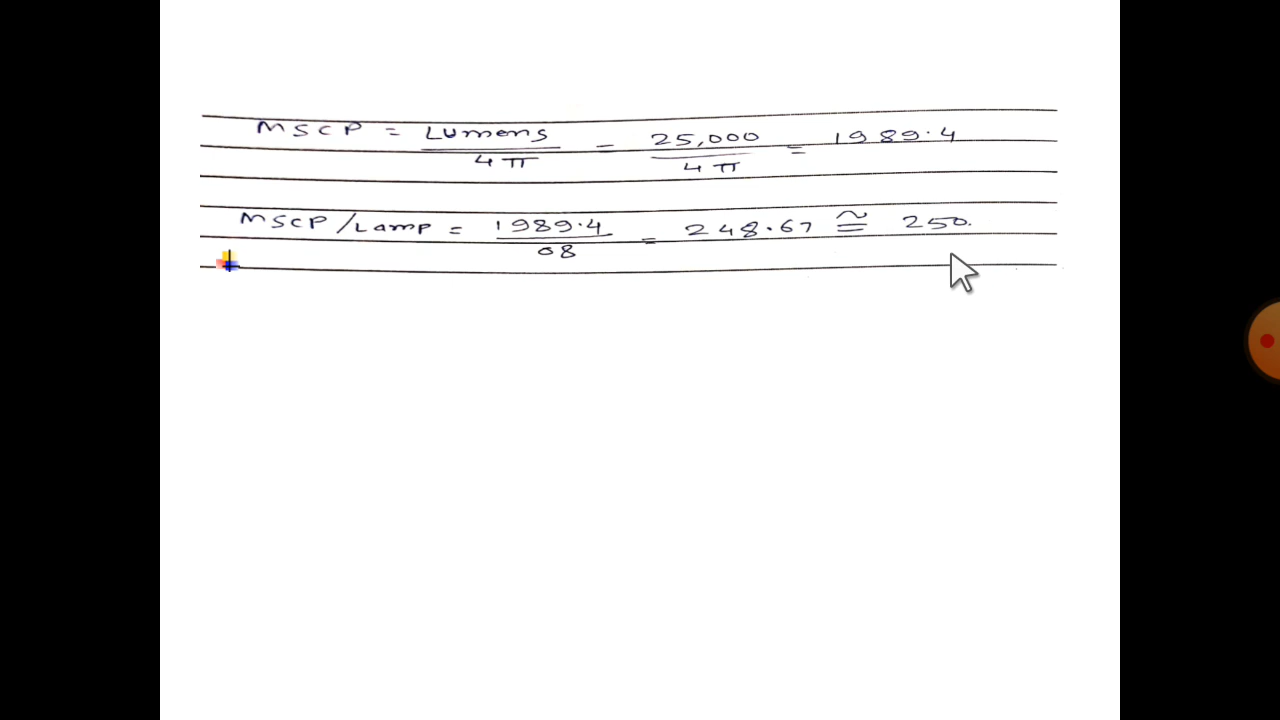 MSCP = Lumens / 4π = 25,000 / 4π = 1989.4
MSCP/Lamp = 1989.4 / 08 = 248.67 ≅ 250.